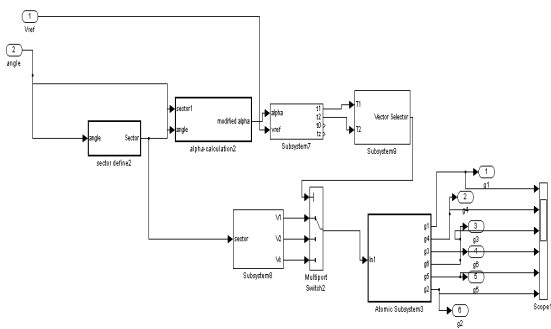 1
Vref
2
angle
sector1
angle
modified alpha
alpha-calculation2
angle
Sector
sector define2
alpha
vref
t1
t2
t0
tz
Subsystem7
T1
T2
Vector Selector
Subsystem9
sector
V1
V2
Vz
Subsystem8
Multiport
Switch2
In1
g1
g4
g3
g6
g5
g2
Atomic Subsystem3
1
g1
2
g4
3
g3
4
g6
5
g5
6
g2
Scope1